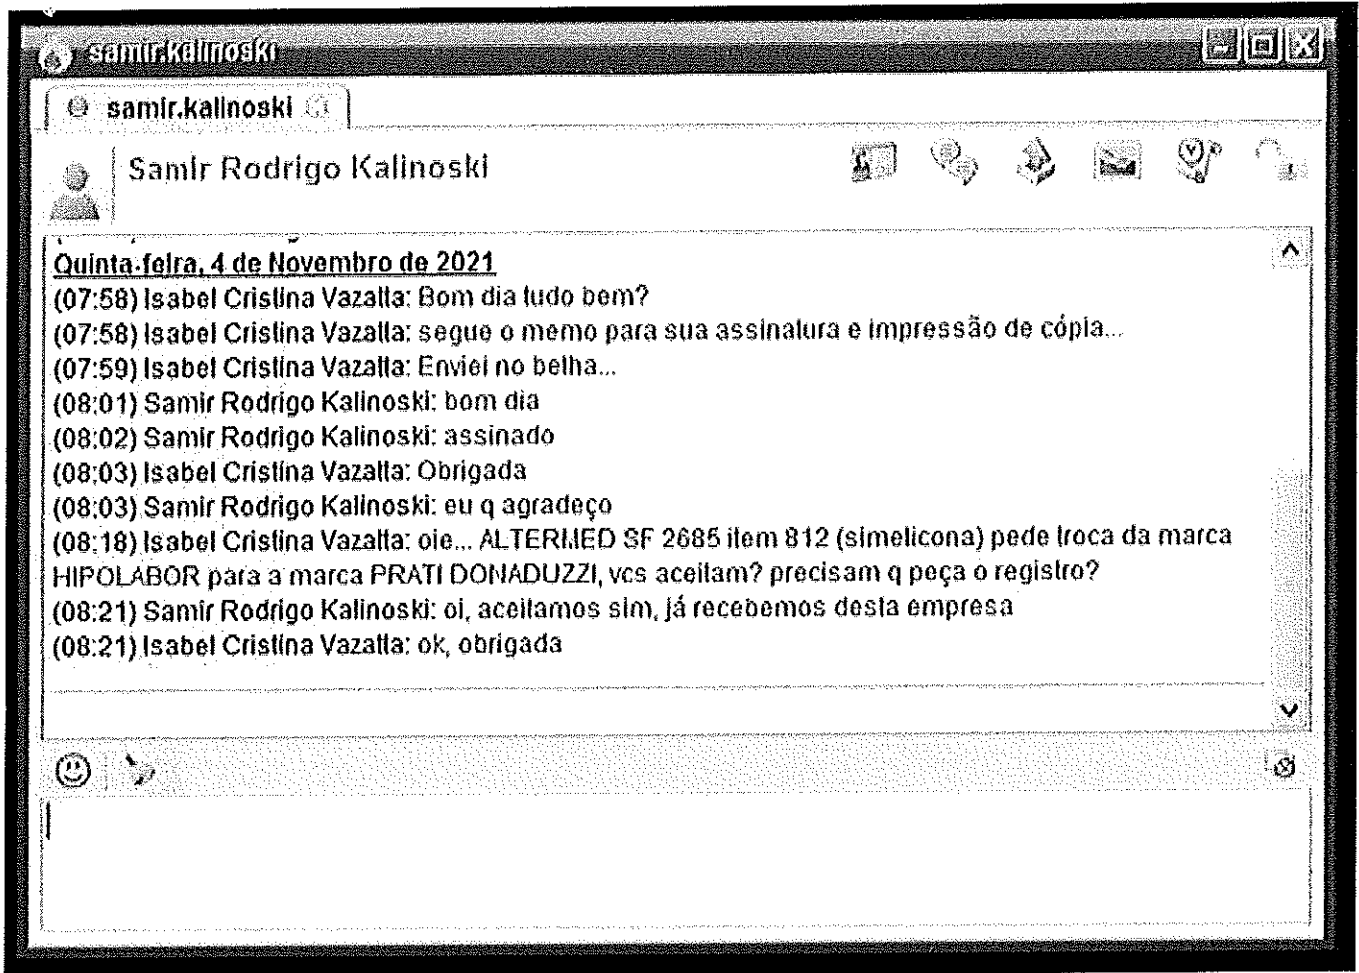 samir.kalinoski
samir.kalinoski
Samir Rodrigo Kalinoski
Quinta-feira, 4 de Novembro de 2021
(07:58) Isabel Cristina Vazatta: Bom dia tudo bem?
(07:58) Isabel Cristina Vazatta: segue o memo para sua assinatura e impressão de cópia...
(07:59) Isabel Cristina Vazatta: Enviei no betha...
(08:01) Samir Rodrigo Kalinoski: bom dia
(08:02) Samir Rodrigo Kalinoski: assinado
(08:03) Isabel Cristina Vazatta: Obrigada
(08:03) Samir Rodrigo Kalinoski: eu q agradeço
(08:18) Isabel Cristina Vazatta: oie... ALTERMED SF 2685 item 812 (simeticona) pede troca da marca
HIPOLABOR para a marca PRATI DONADUZZI, vcs aceitam? precisam q peça o registro?
(08:21) Samir Rodrigo Kalinoski: oi, aceitamos sim, já recebemos desta empresa
(08:21) Isabel Cristina Vazatta: ok, obrigada